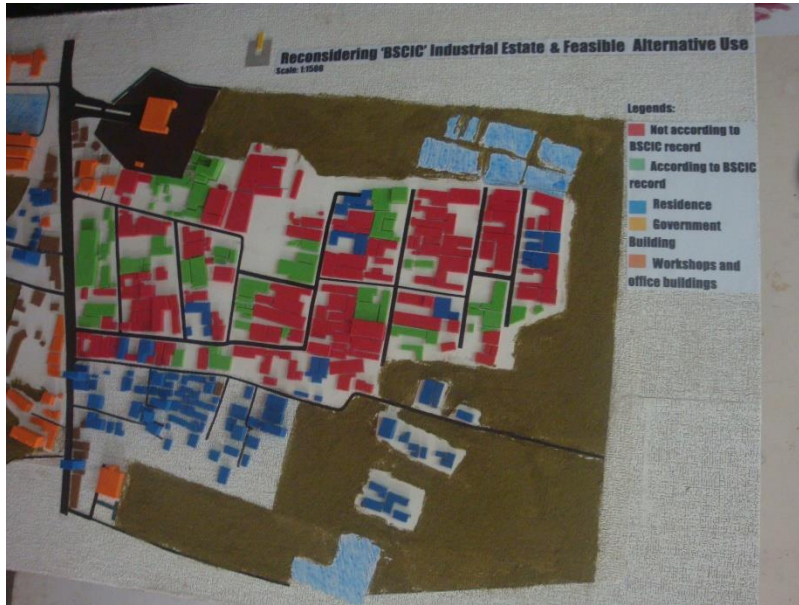 Reconsidering 'BSCIC' Industrial Estate & Feasible Alternative Use
Scale: 1:1500
Legends:
Not according to
BSCIC record
According to BSCIC
record
Residence
Government
Building
Workshops and
office buildings